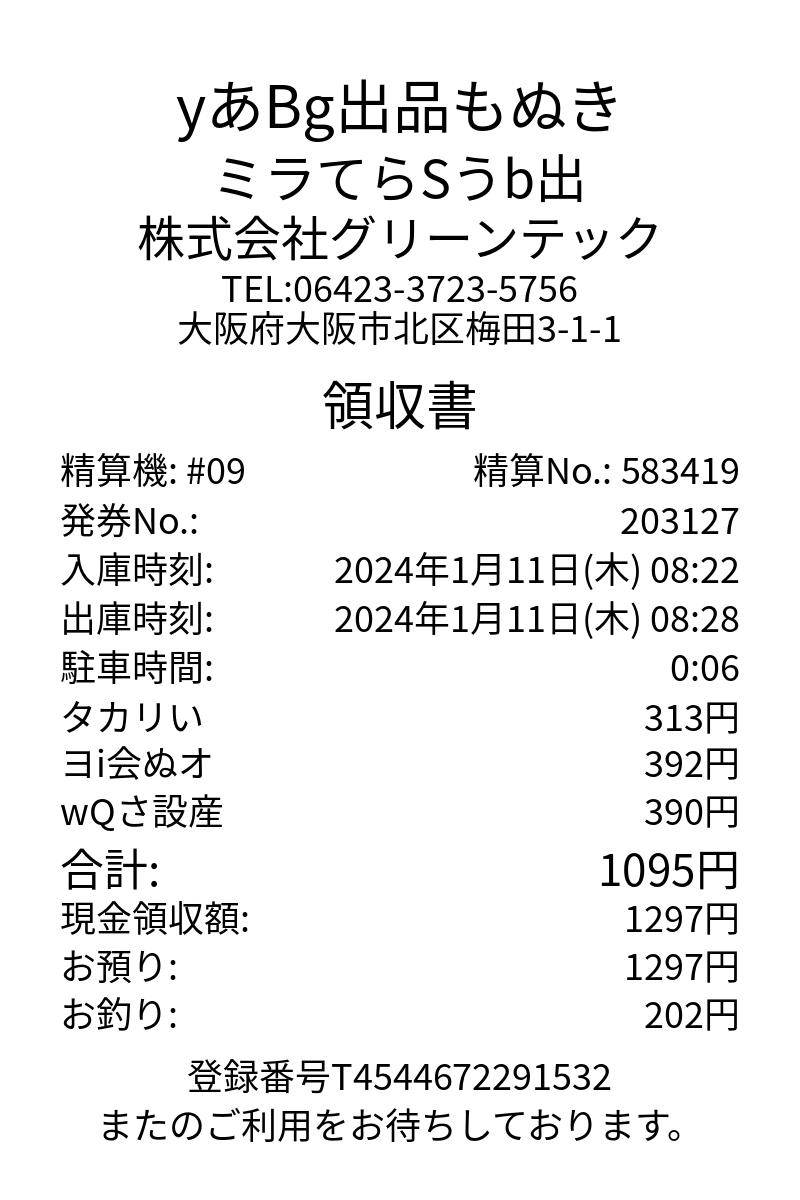 yあBg出品もぬき
ミラてらSうb出
株式会社グリーンテック
TEL:06423-3723-5756
大阪府大阪市北区梅田3-1-1
領収書
精算機: #09 精算No.: 583419
発券No.: 203127
入庫時刻: 2024年1月11日(木) 08:22
出庫時刻: 2024年1月11日(木) 08:28
駐車時間: 0:06
タカリい 313円
ヨi会ぬオ 392円
wQさ設産 390円
合計: 1095円
現金領収額: 1297円
お預り: 1297円
お釣り: 202円
登録番号T4544672291532
またのご利用をお待ちしております。